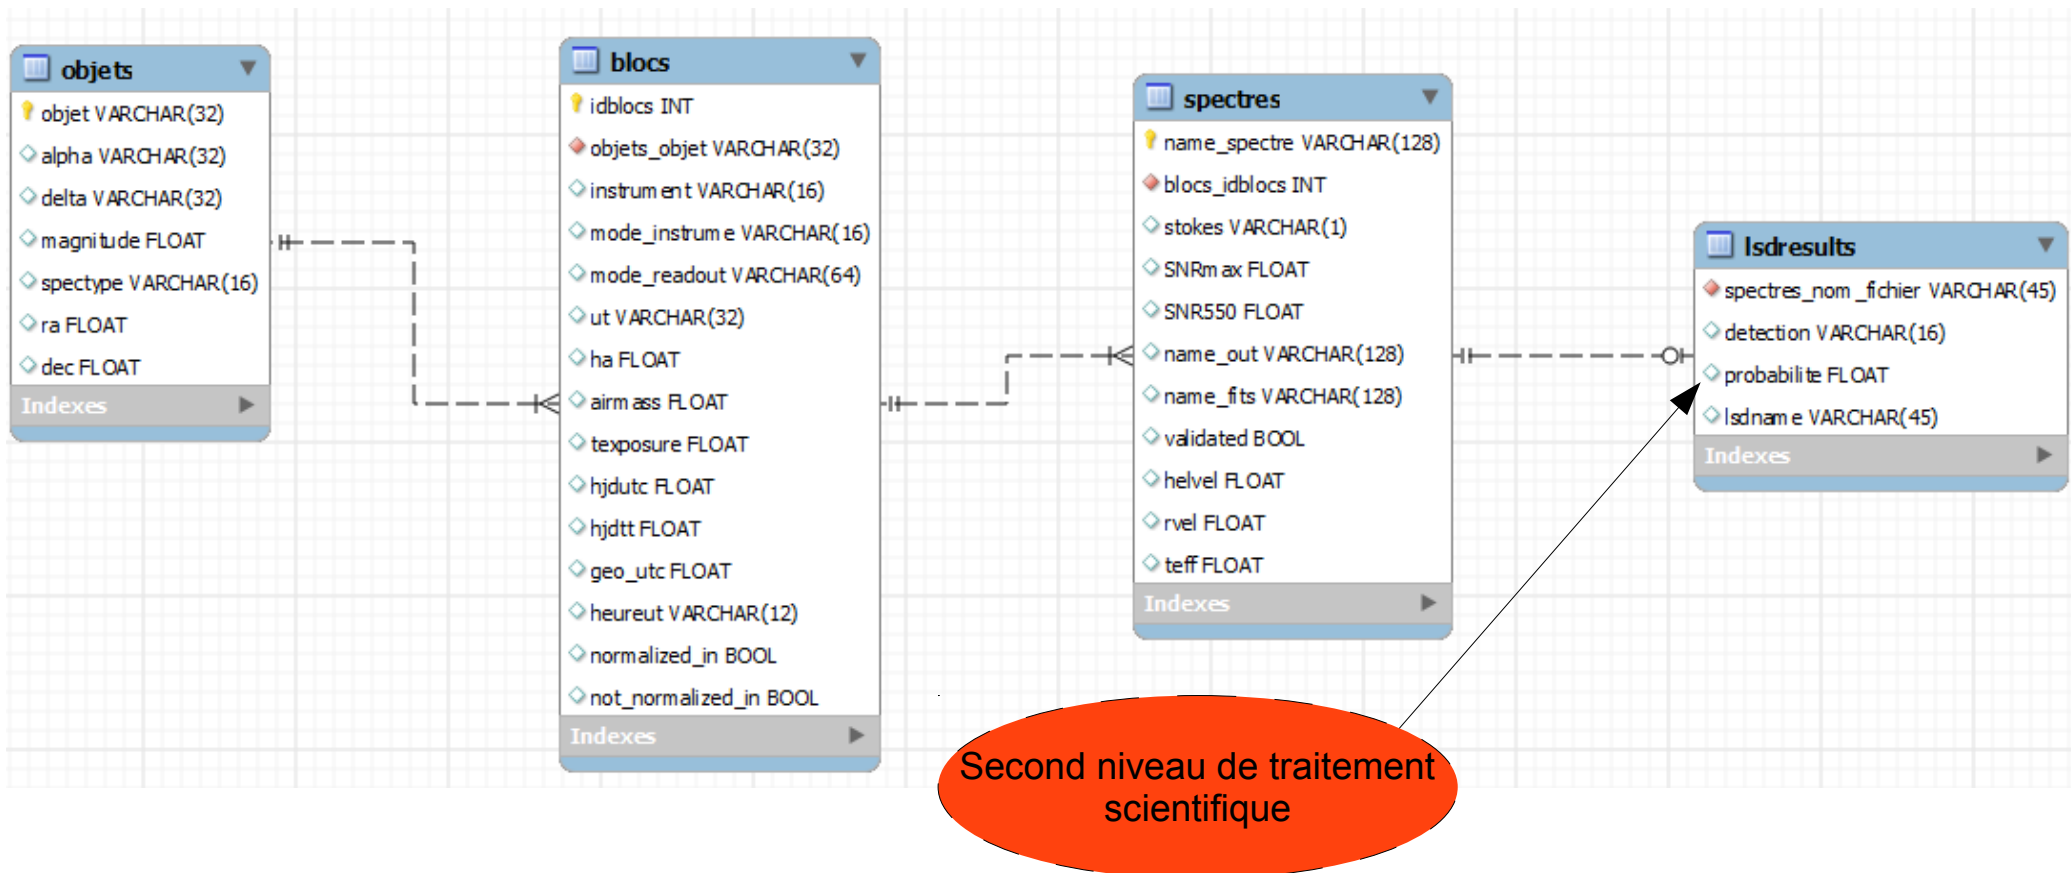 objets
objet VARCHAR(32)
alpha VARCHAR(32)
delta VARCHAR(32)
magnitude FLOAT
spectype VARCHAR(16)
ra FLOAT
dec FLOAT
Indexes
blocs
idblocs INT
objets_objet VARCHAR(32)
instrument VARCHAR(16)
mode_instrume VARCHAR(16)
mode_readout VARCHAR(64)
ut VARCHAR(32)
ha FLOAT
airmass FLOAT
texposure FLOAT
hjdutc FLOAT
hjdtt FLOAT
geo_utc FLOAT
heureut VARCHAR(12)
normalized_in BOOL
not_normalized_in BOOL
Indexes
spectres
name_spectre VARCHAR(128)
blocs_idblocs INT
stokes VARCHAR(1)
SNRmax FLOAT
SNR550 FLOAT
name_out VARCHAR(128)
name_fits VARCHAR(128)
validated BOOL
helvel FLOAT
rvel FLOAT
teff FLOAT
Indexes
lsdresults
spectres_nom_fichier VARCHAR(45)
detection VARCHAR(16)
probabilite FLOAT
lsdname VARCHAR(45)
Indexes
Second niveau de traitement
scientifique